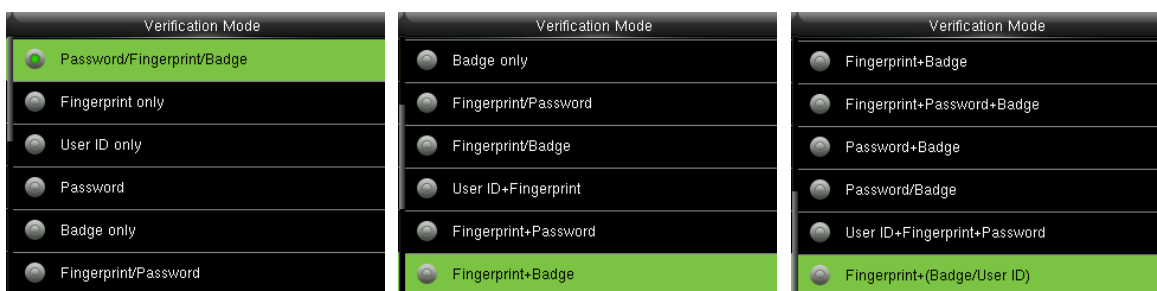 Verification Mode
Password/Fingerprint/Badge
Fingerprint only
User ID only
Password
Badge only
Fingerprint/Password
Verification Mode
Badge only
Fingerprint/Password
Fingerprint/Badge
User ID+Fingerprint
Fingerprint+Password
Fingerprint+Badge
Verification Mode
Fingerprint+Badge
Fingerprint+Password+Badge
Password+Badge
Password/Badge
User ID+Fingerprint+Password
Fingerprint+(Badge/User ID)